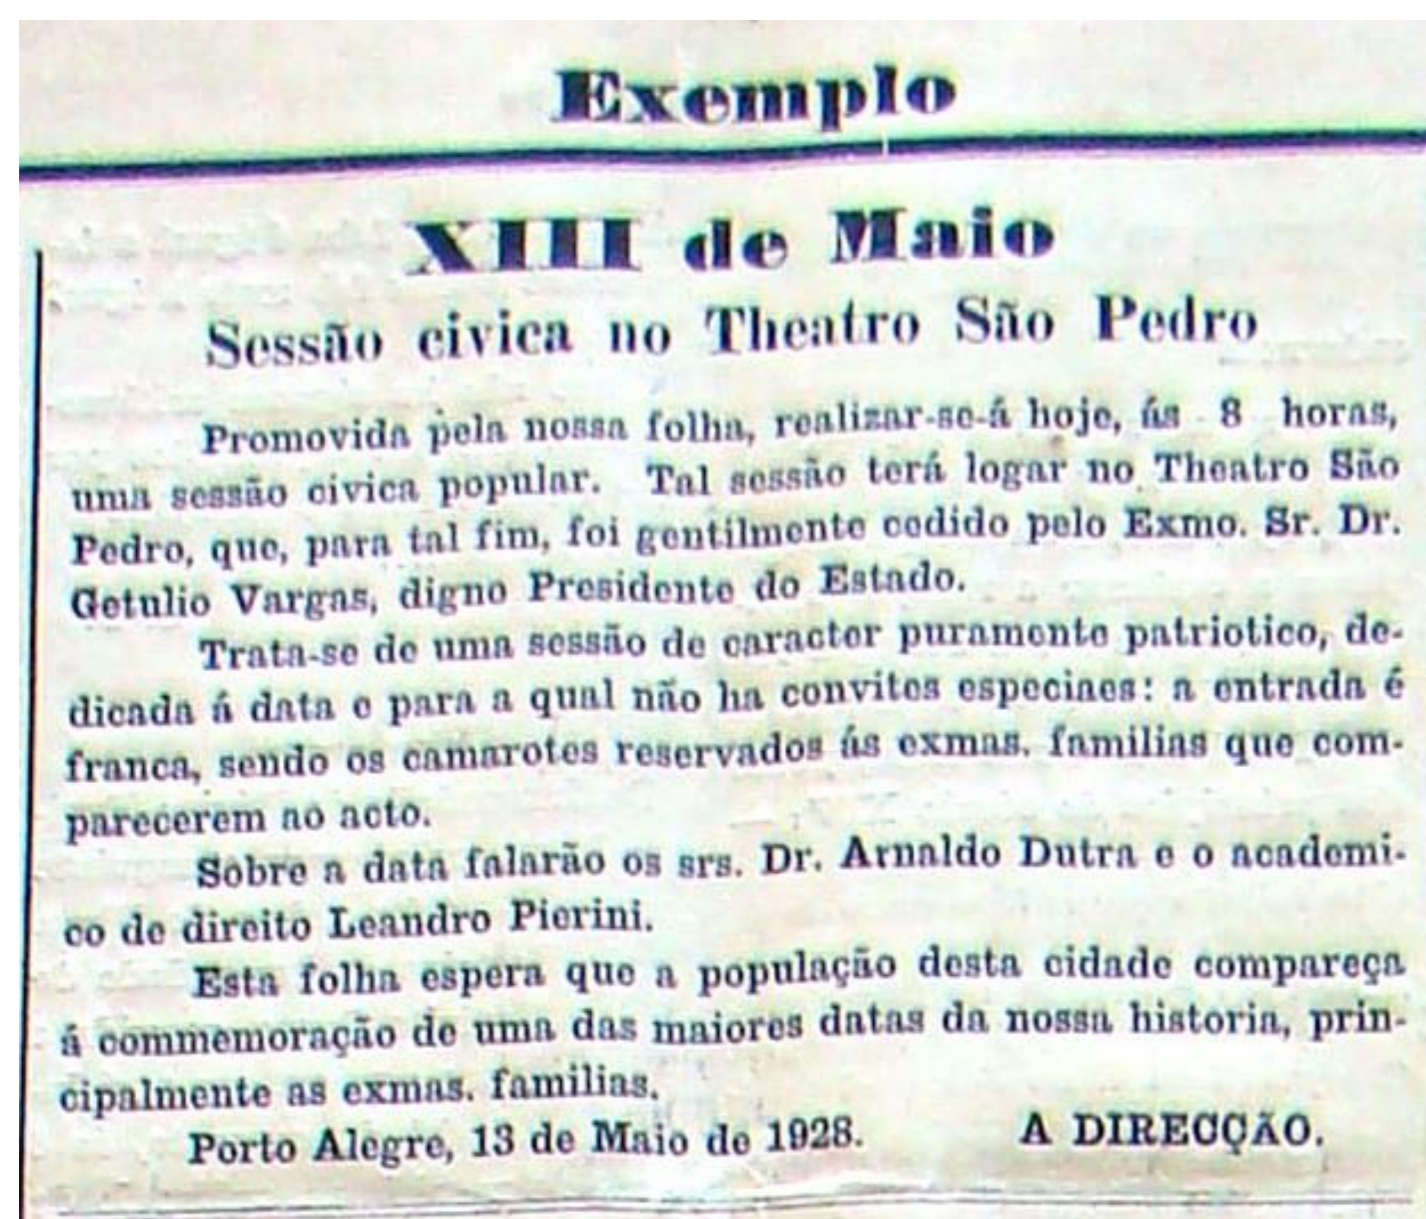 Exemplo
XIII de Maio
Sessão civica no Theatro São Pedro
Promovida pela nossa folha, realizar-se-á hoje, ás 8 horas,
uma sessão civica popular. Tal sessão terá logar no Theatro São
Pedro, que, para tal fim, foi gentilmente cedido pelo Exmo. Sr. Dr.
Getulio Vargas, digno Presidente do Estado.
Trata-se de uma sessão de caracter puramente patriotico, de-
dicada á data e para a qual não ha convites especiaes: a entrada é
franca, sendo os camarotes reservados ás exmas. familias que com-
parecerem ao acto.
Sobre a data falarão os srs. Dr. Arnaldo Dutra e o academi-
co de direito Leandro Pierini.
Esta folha espera que a população desta cidade compareça
á commemoração de uma das maiores datas da nossa historia, prin-
cipalmente as exmas. familias.
Porto Alegre, 13 de Maio de 1928. A DIRECÇÃO.